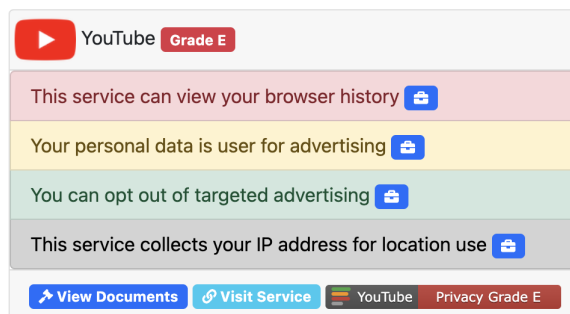 YouTube Grade E
This service can view your browser history
Your personal data is user for advertising
You can opt out of targeted advertising
This service collects your IP address for location use
View Documents Visit Service YouTube Privacy Grade E